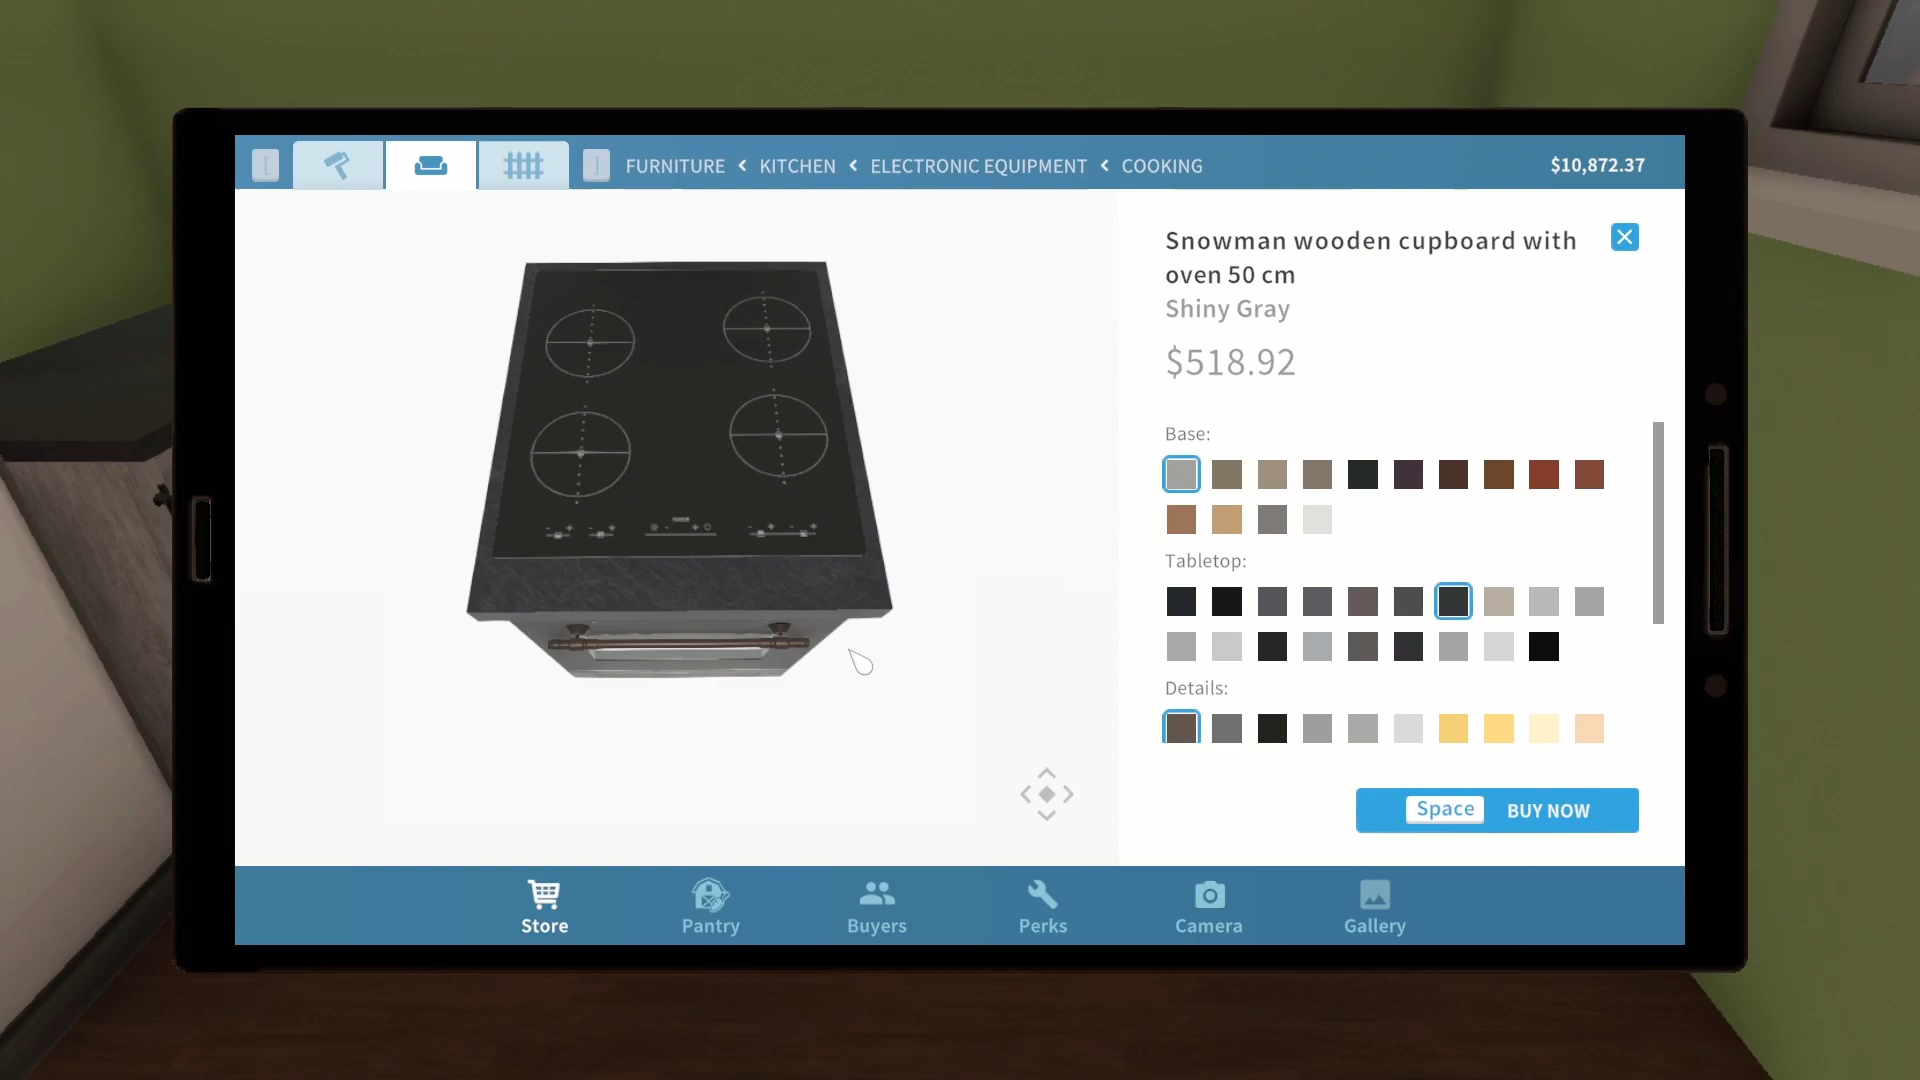 [
]
FURNITURE < KITCHEN < ELECTRONIC EQUIPMENT < COOKING
$10,872.37
Snowman wooden cupboard with
oven 50 cm
Shiny Gray
$518.92
Base:
Tabletop:
Details:
Space BUY NOW
Store
Pantry
Buyers
Perks
Camera
Gallery